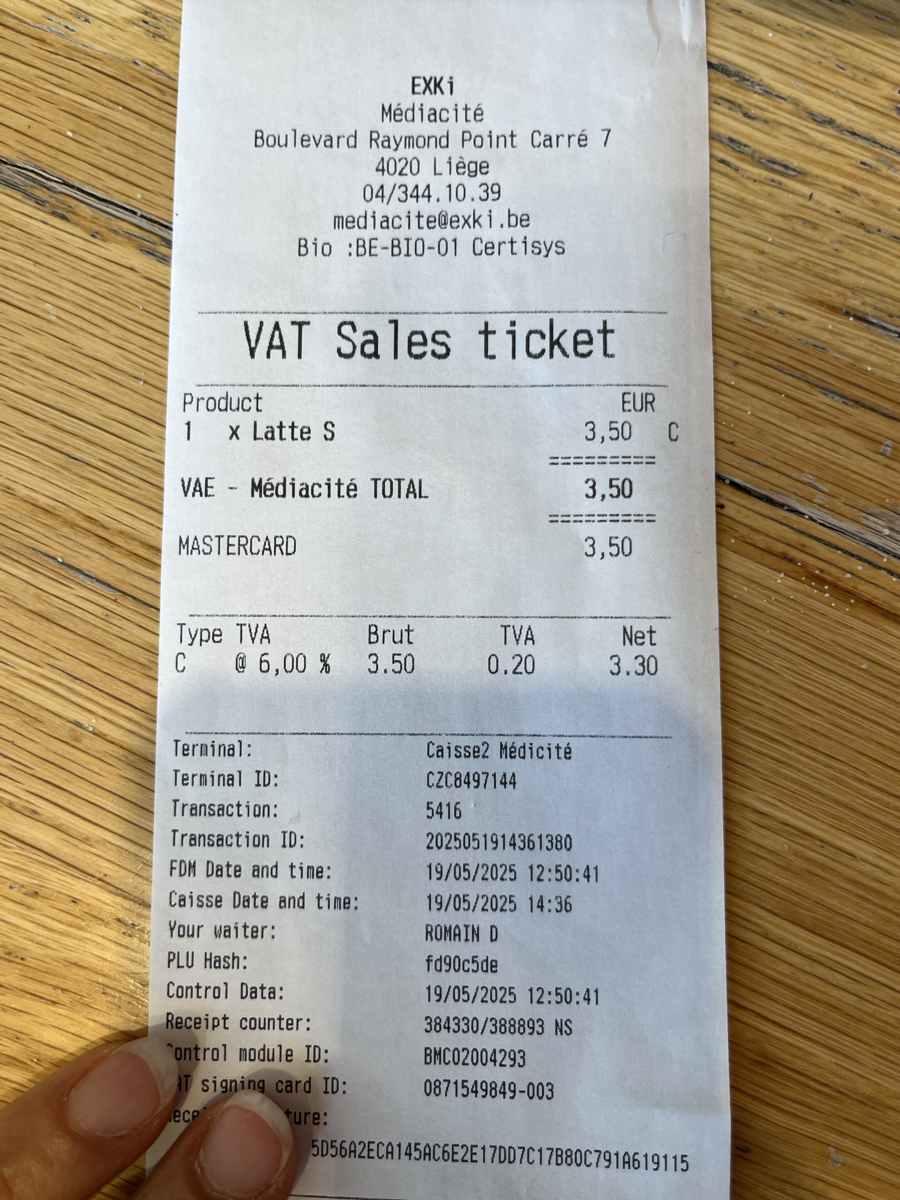 EXKi
Médiacité
Boulevard Raymond Point Carré 7
4020 Liège
04/344.10.39
mediacite@exki.be
Bio :BE-BIO-01 Certisys
VAT Sales ticket
Product EUR
1 x Latte S 3,50 C
=========
VAE - Médiacité TOTAL 3,50
=========
MASTERCARD 3,50
Type TVA Brut TVA Net
C @ 6,00 % 3.50 0.20 3.30
Terminal: Caisse2 Médicité
Terminal ID: CZC8497144
Transaction: 5416
Transaction ID: 2025051914361380
FDM Date and time: 19/05/2025 12:50:41
Caisse Date and time: 19/05/2025 14:36
Your waiter: ROMAIN D
PLU Hash: fd90c5de
Control Data: 19/05/2025 12:50:41
Receipt counter: 384330/388893 NS
Control module ID: BMC02004293
signing card ID: 0871549849-003
5D56A2ECA145AC6E2E17DD7C17B80C791A619115